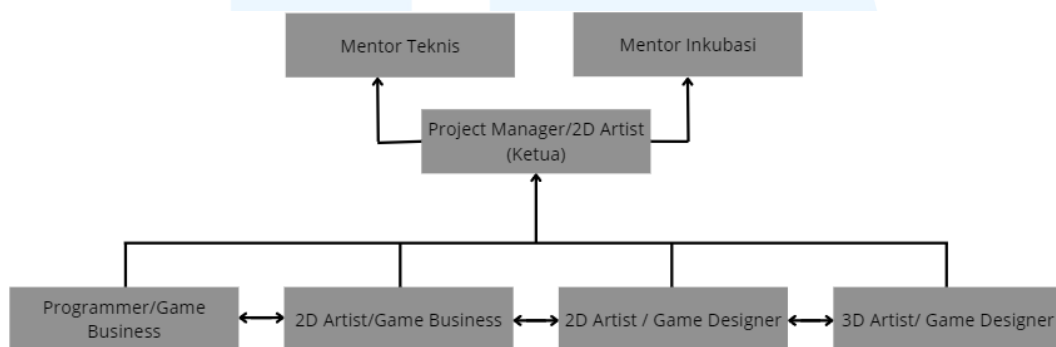 Mentor Teknis
Mentor Inkubasi
Project Manager/2D Artist
(Ketua)
Programmer/Game
Business
2D Artist/Game Business
2D Artist / Game Designer
3D Artist/ Game Designer